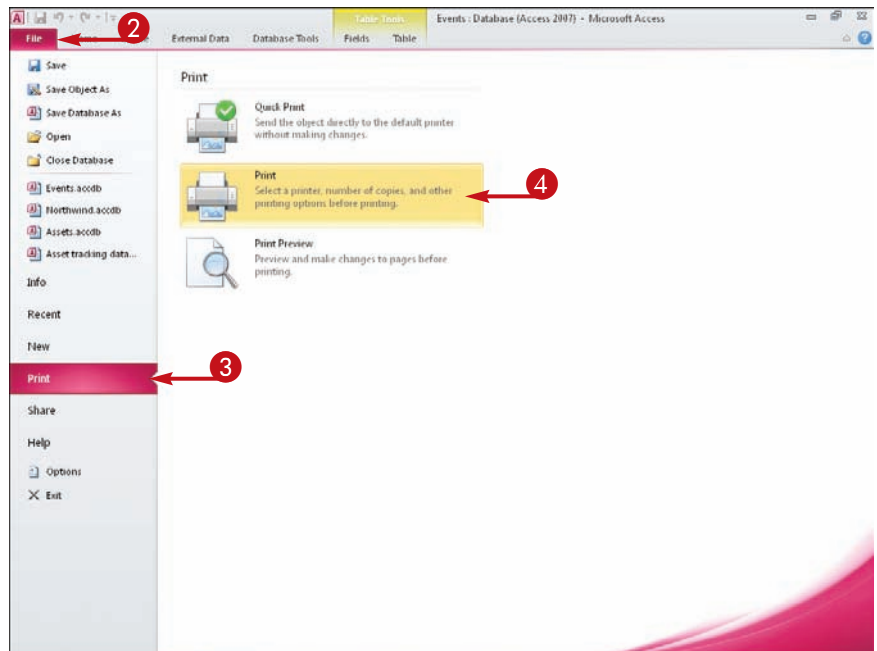 Table Tools
Events : Database (Access 2007) - Microsoft Access
2
File
External Data
Database Tools
Fields
Table
Save
Save Object As
Save Database As
Open
Close Database
Events.accdb
Northwind.accdb
Assets.accdb
Asset tracking data...
Info
Recent
New
Print
3
Share
Help
Options
Exit
Print
Quick Print
Send the object directly to the default printer
without making changes.
Print
Select a printer, number of copies, and other
printing options before printing.
4
Print Preview
Preview and make changes to pages before
printing.